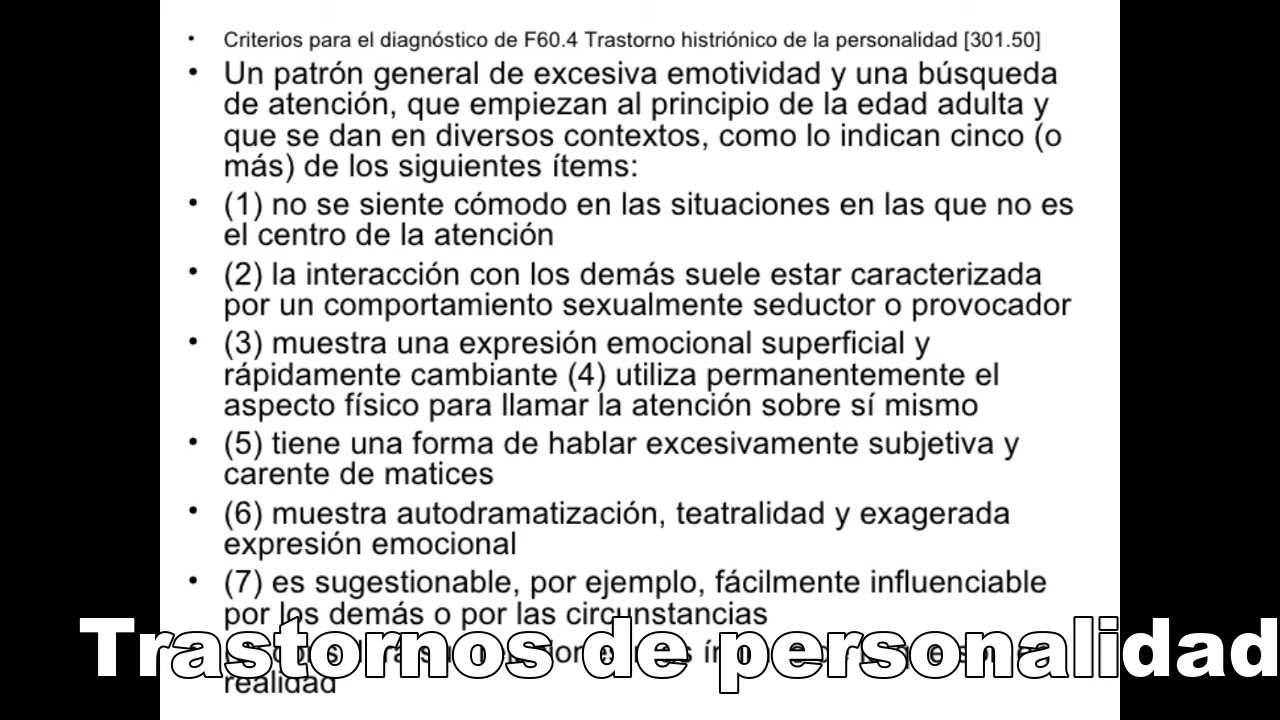 • Criterios para el diagnóstico de F60.4 Trastorno histriónico de la personalidad [301.50]
• Un patrón general de excesiva emotividad y una búsqueda
de atención, que empiezan al principio de la edad adulta y
que se dan en diversos contextos, como lo indican cinco (o
más) de los siguientes ítems:
• (1) no se siente cómodo en las situaciones en las que no es
el centro de la atención
• (2) la interacción con los demás suele estar caracterizada
por un comportamiento sexualmente seductor o provocador
• (3) muestra una expresión emocional superficial y
rápidamente cambiante (4) utiliza permanentemente el
aspecto físico para llamar la atención sobre sí mismo
• (5) tiene una forma de hablar excesivamente subjetiva y
carente de matices
• (6) muestra autodramatización, teatralidad y exagerada
expresión emocional
• (7) es sugestionable, por ejemplo, fácilmente influenciable
por los demás o por las circunstancias
Trastornos de personalidad
realidad